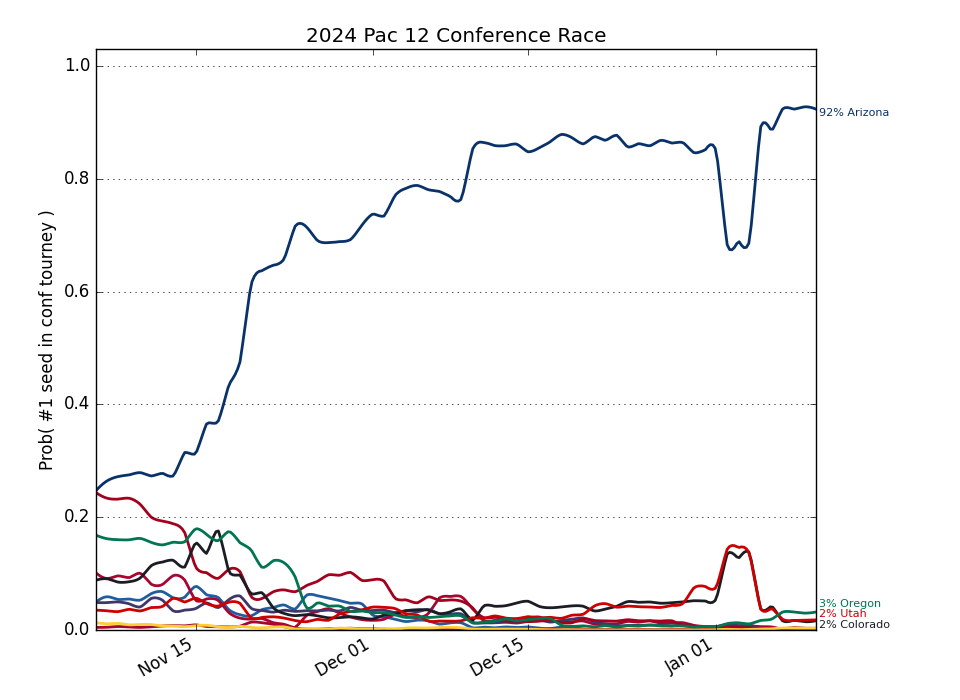 2024 Pac 12 Conference Race
Prob( #1 seed in conf tourney )
1.0
0.8
0.6
0.4
0.2
0.0
Nov 15
Dec 01
Dec 15
Jan 01
92% Arizona
3% Oregon
2% Utah
2% Colorado